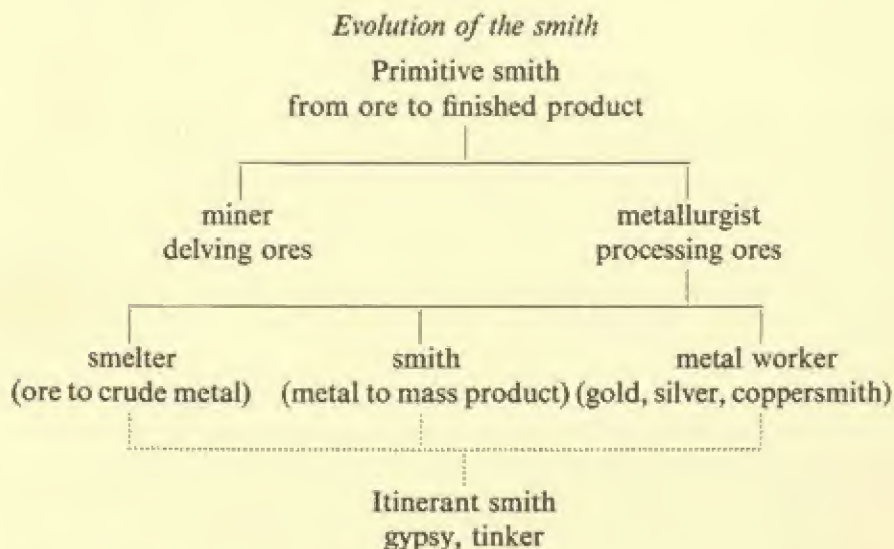 Evolution of the smith
Primitive smith
from ore to finished product
miner
delving ores
metallurgist
processing ores
smelter
(ore to crude metal)
smith
(metal to mass product)
metal worker
(gold, silver, coppersmith)
Itinerant smith
gypsy, tinker